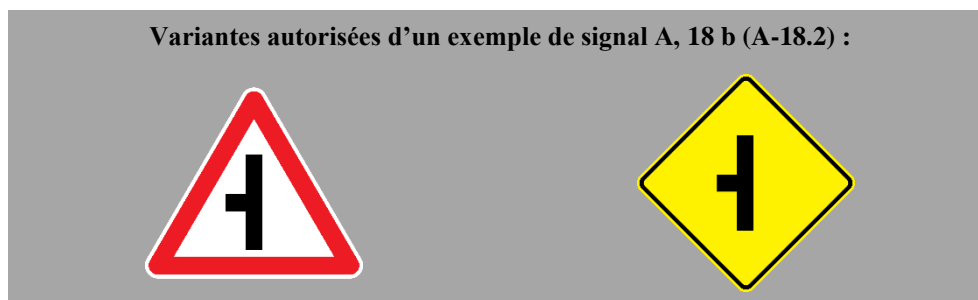 Variantes autorisées d’un exemple de signal A, 18 b (A-18.2) :